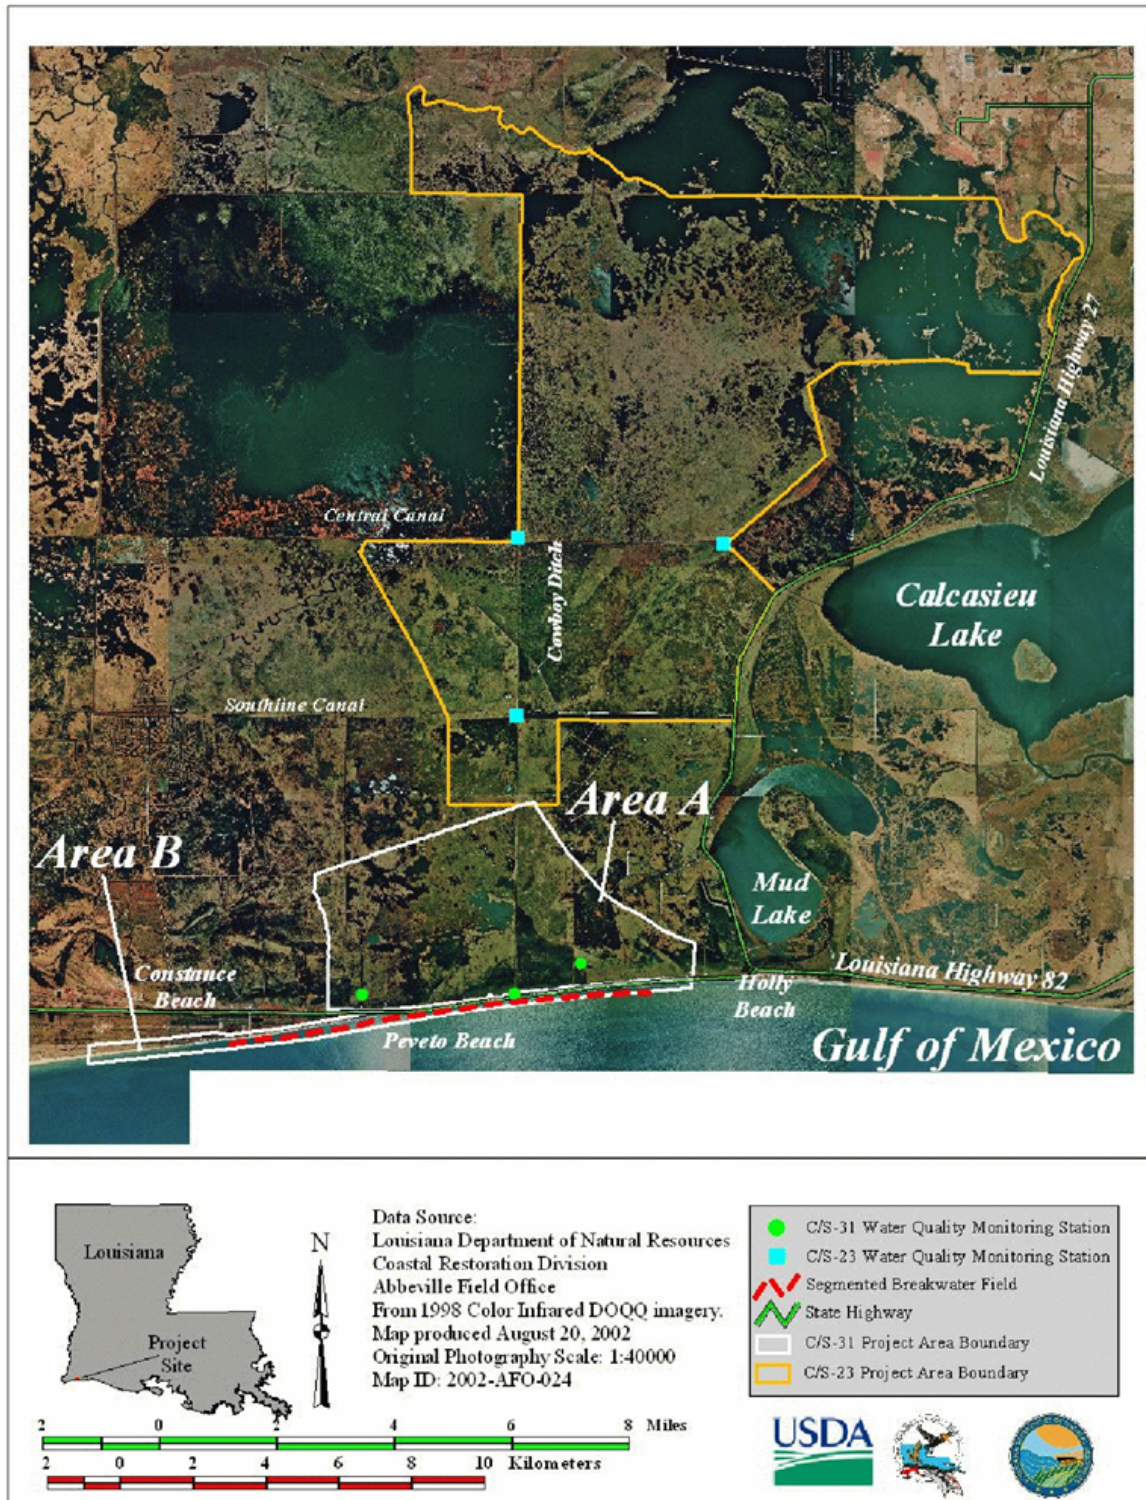 Louisiana Highway 27
Central Canal
Cowboy Ditch
Calcasieu
Lake
Southline Canal
Area A
Area B
Mud
Lake
Constance
Beach
Louisiana Highway 82
Holly
Beach
Peveto Beach
Gulf of Mexico
Louisiana
Project
Site
N
Data Source:
Louisiana Department of Natural Resources
Coastal Restoration Division
Abbeville Field Office
From 1998 Color Infrared DOQQ imagery.
Map produced August 20, 2002
Original Photography Scale: 1:40000
Map ID: 2002-AFO-024
C/S-31 Water Quality Monitoring Station
C/S-23 Water Quality Monitoring Station
Segmented Breakwater Field
State Highway
C/S-31 Project Area Boundary
C/S-23 Project Area Boundary
2 0 2 4 6 8 Miles
2 0 2 4 6 8 10 Kilometers
USDA